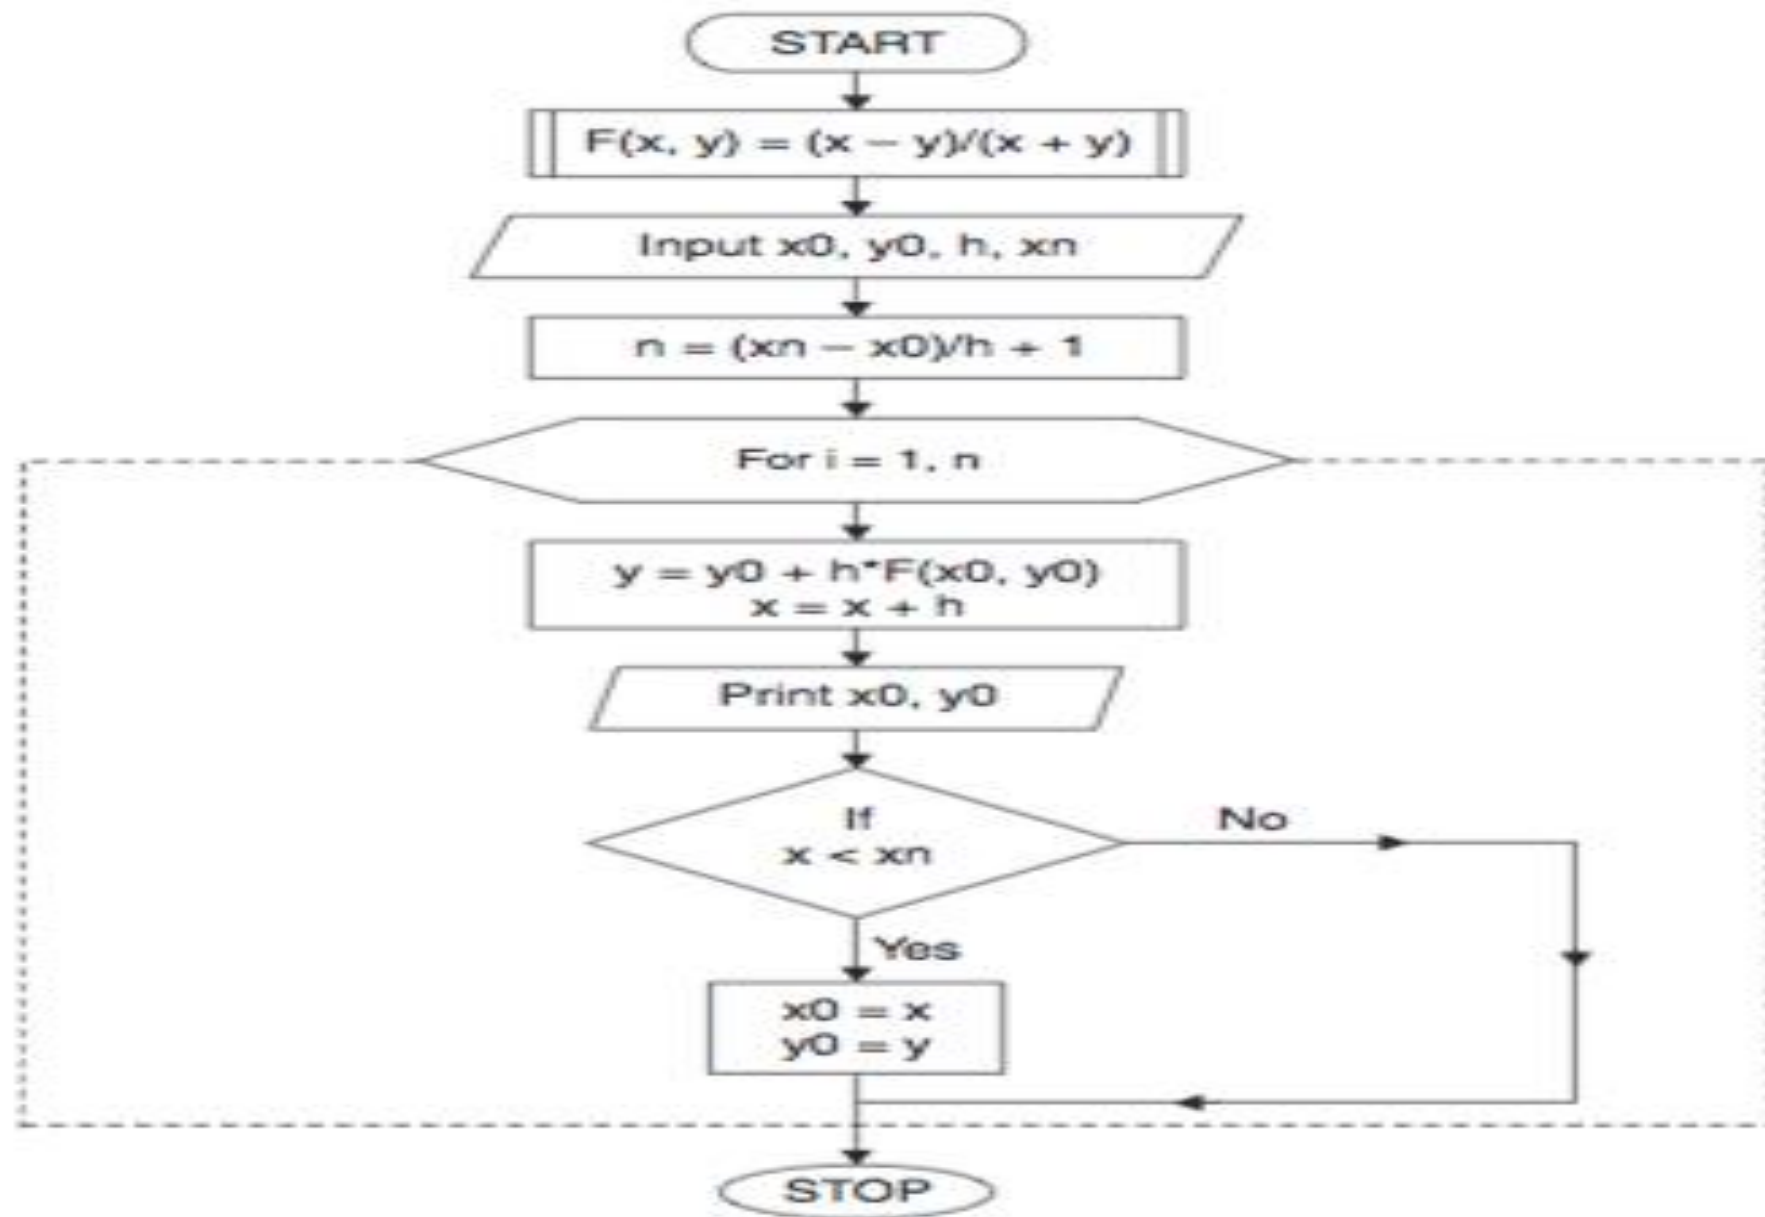 START
F(x, y) = (x – y)/(x + y)
Input x0, y0, h, xn
n = (xn – x0)/h + 1
For i = 1, n
y = y0 + h*F(x0, y0)
x = x + h
Print x0, y0
If
x < xn
No
Yes
x0 = x
y0 = y
STOP